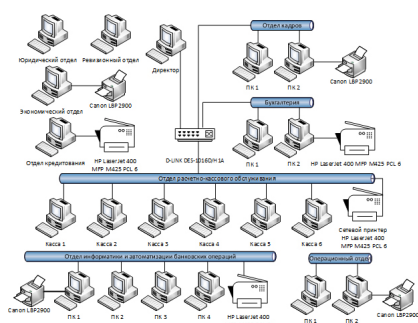 Отдел кадров
Юридический отдел
Ревизионный отдел
Директор
ПК 1
ПК 2
Canon LBP2900
Canon LBP2900
Бухгалтерия
Экономический отдел
D-LINK DES-1016D/H1A
ПК 1
ПК 2
HP LaserJet 400
MFP M425 PCL 6
Отдел кредитования
HP LaserJet 400
MFP M425 PCL 6
Отдел расчетно-кассового обслуживания
Касса 1
Касса 2
Касса 3
Касса 4
Касса 5
Касса 6
Сетевой принтер
HP LaserJet 400
MFP M425 PCL 6
Отдел информатики и автоматизации банковских операций
Операционный отдел
Canon LBP2900
ПК 1
ПК 2
ПК 3
ПК 4
HP LaserJet 400
ПК 1
ПК 2
Canon LBP2900